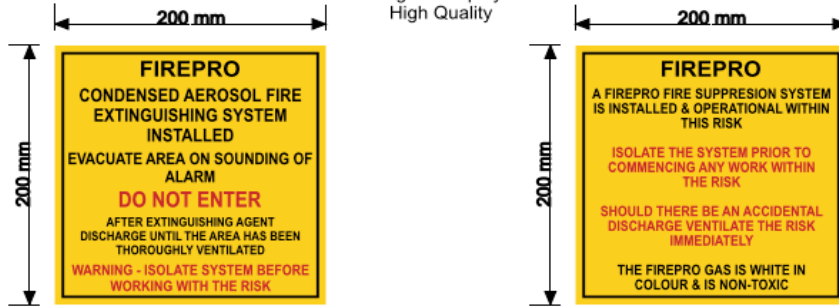 High Quality
200 mm
200 mm
FIREPRO
CONDENSED AEROSOL FIRE
EXTINGUISHING SYSTEM
INSTALLED
EVACUATE AREA ON SOUNDING OF
ALARM
DO NOT ENTER
AFTER EXTINGUISHING AGENT
DISCHARGE UNTIL THE AREA HAS BEEN
THOROUGHLY VENTILATED
WARNING - ISOLATE SYSTEM BEFORE
WORKING WITH THE RISK
200 mm
200 mm
FIREPRO
A FIREPRO FIRE SUPPRESION SYSTEM
IS INSTALLED & OPERATIONAL WITHIN
THIS RISK
ISOLATE THE SYSTEM PRIOR TO
COMMENCING ANY WORK WITHIN
THE RISK
SHOULD THERE BE AN ACCIDENTAL
DISCHARGE VENTILATE THE RISK
IMMEDIATELY
THE FIREPRO GAS IS WHITE IN
COLOUR & IS NON-TOXIC